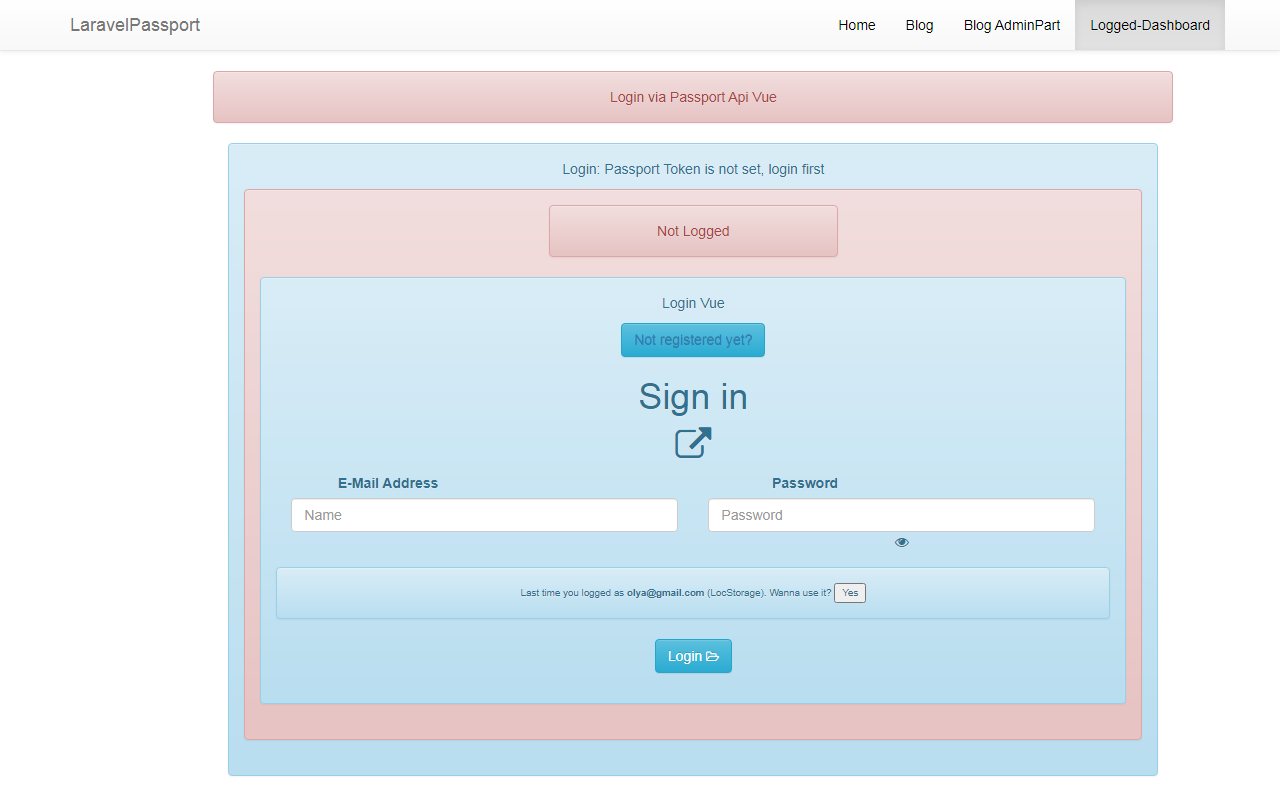 LaravelPassport Home Blog Blog AdminPart Logged-Dashboard
Login via Passport Api Vue
Login: Passport Token is not set, login first
Not Logged
Login Vue
Not registered yet?
Sign in
E-Mail Address Password
Name Password
Last time you logged as olya@gmail.com (LocStorage). Wanna use it? Yes
Login